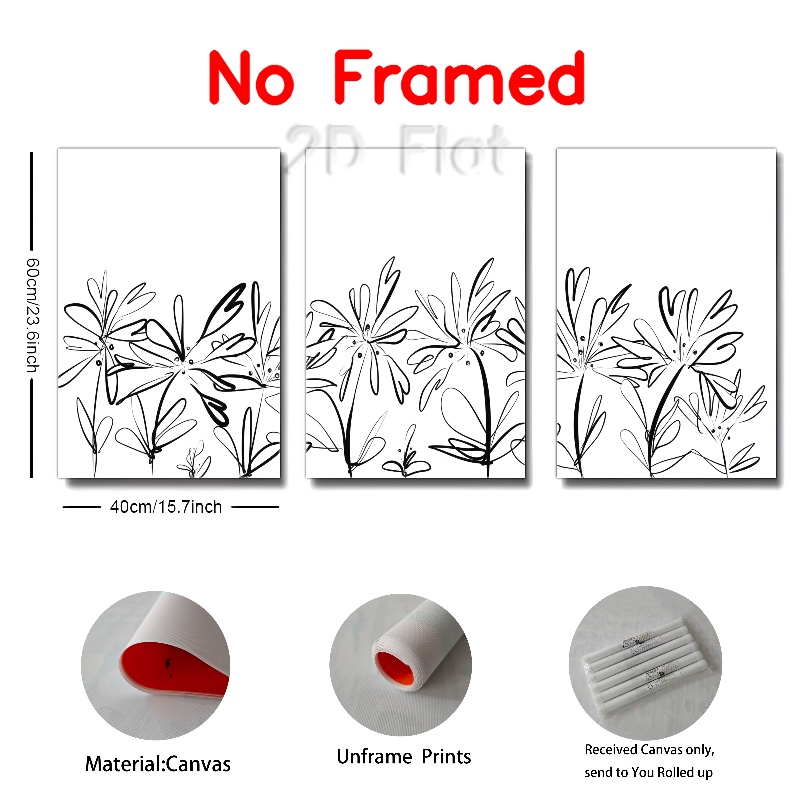 No Framed
2D Flat
60cm/23.6inch
40cm/15.7inch
Material:Canvas
Unframe Prints
Received Canvas only,
send to You Rolled up